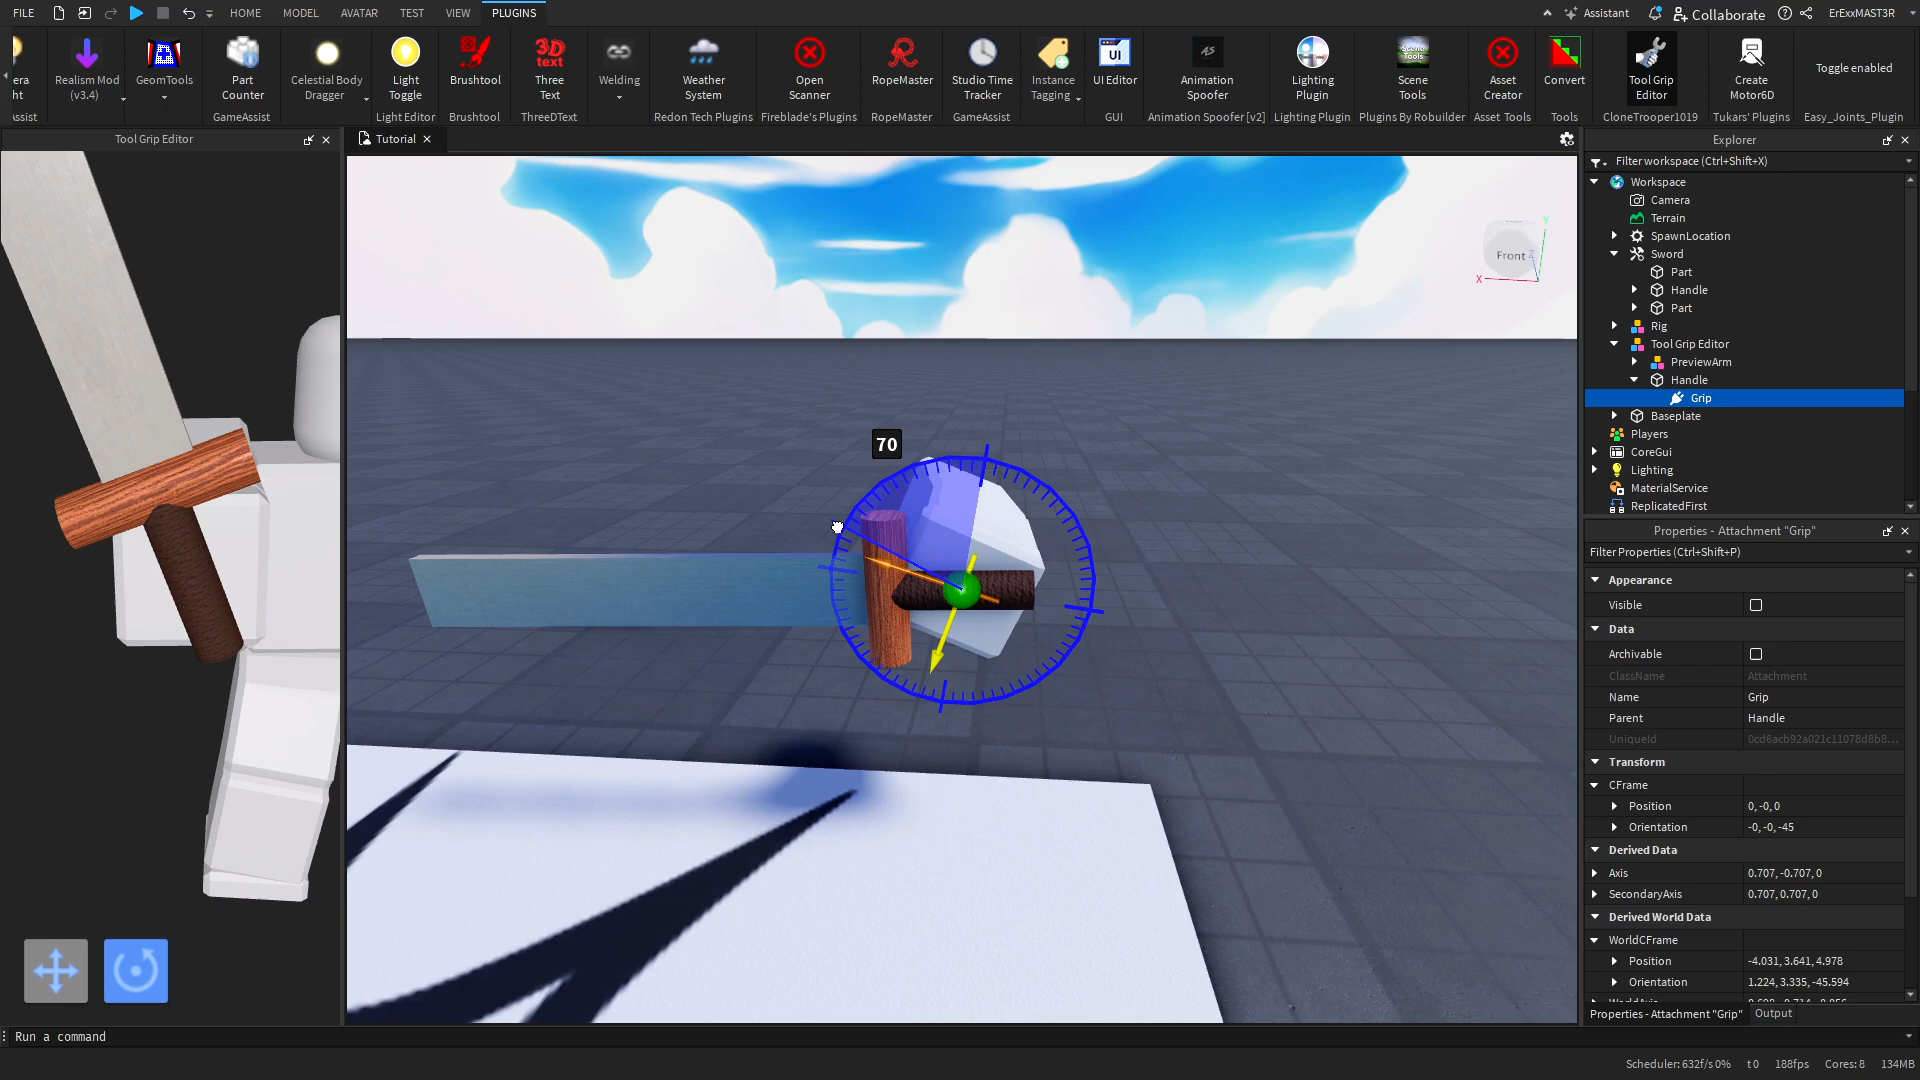 FILE HOME MODEL AVATAR TEST VIEW PLUGINS Assistant Collaborate ErExxMAST3R
era
ht
ssist
Realism Mod
(v3.4)
GeomTools
Part
Counter
GameAssist
Celestial Body
Dragger
Light
Toggle
Light Editor
Brushtool
Brushtool
3D
text
Three
Text
ThreeDText
Welding
Weather
System
Redon Tech Plugins
Open
Scanner
Fireblade's Plugins
RopeMaster
RopeMaster
Studio Time
Tracker
GameAssist
Instance
Tagging
UI
UI Editor
GUI
AS
Animation
Spoofer
Animation Spoofer [v2]
Lighting
Plugin
Lighting Plugin
Scene
Tools
Scene
Tools
Plugins By Robuilder
Asset
Creator
Asset Tools
Convert
Tools
Tool Grip
Editor
CloneTrooper1019
Create
Motor6D
Tukars' Plugins
Toggle enabled
Easy_Joints_Plugin
Tool Grip Editor
Tutorial
70
Front
X
Y
Z
Explorer
Filter workspace (Ctrl+Shift+X)
Workspace
Camera
Terrain
SpawnLocation
Sword
Part
Handle
Part
Rig
Tool Grip Editor
PreviewArm
Handle
Grip
Baseplate
Players
CoreGui
Lighting
MaterialService
ReplicatedFirst
Properties - Attachment "Grip"
Filter Properties (Ctrl+Shift+P)
Appearance
Visible
Data
Archivable
ClassName Attachment
Name Grip
Parent Handle
UniqueId 0cd6acb92a021c11078d8b8...
Transform
CFrame
Position 0, -0, 0
Orientation -0, -0, -45
Derived Data
Axis 0.707, -0.707, 0
SecondaryAxis 0.707, 0.707, 0
Derived World Data
WorldCFrame
Position -4.031, 3.641, 4.978
Orientation 1.224, 3.335, -45.594
Properties - Attachment "Grip" Output
Run a command
Scheduler: 632f/s 0% t 0 188fps Cores: 8 134MB